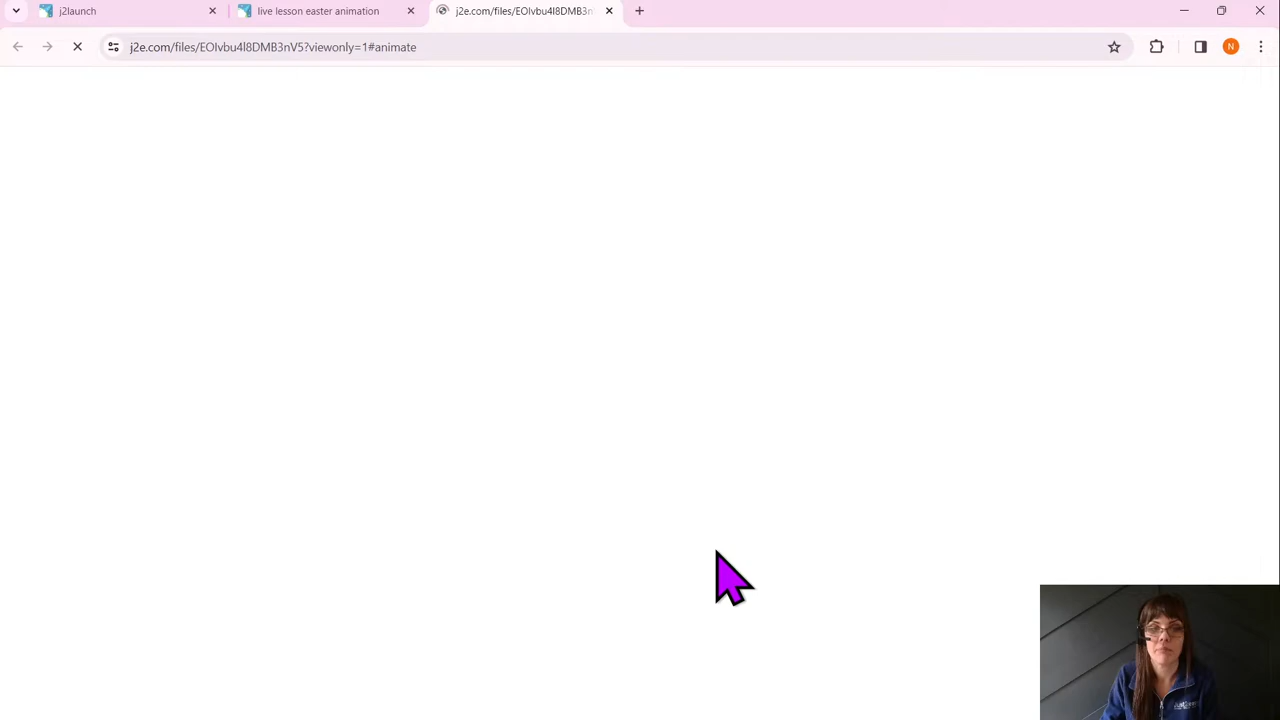 j2launch
live lesson easter animation
j2e.com/files/EOlvbu4l8DMB3n
j2e.com/files/EOlvbu4l8DMB3nV5?viewonly=1#animate
N